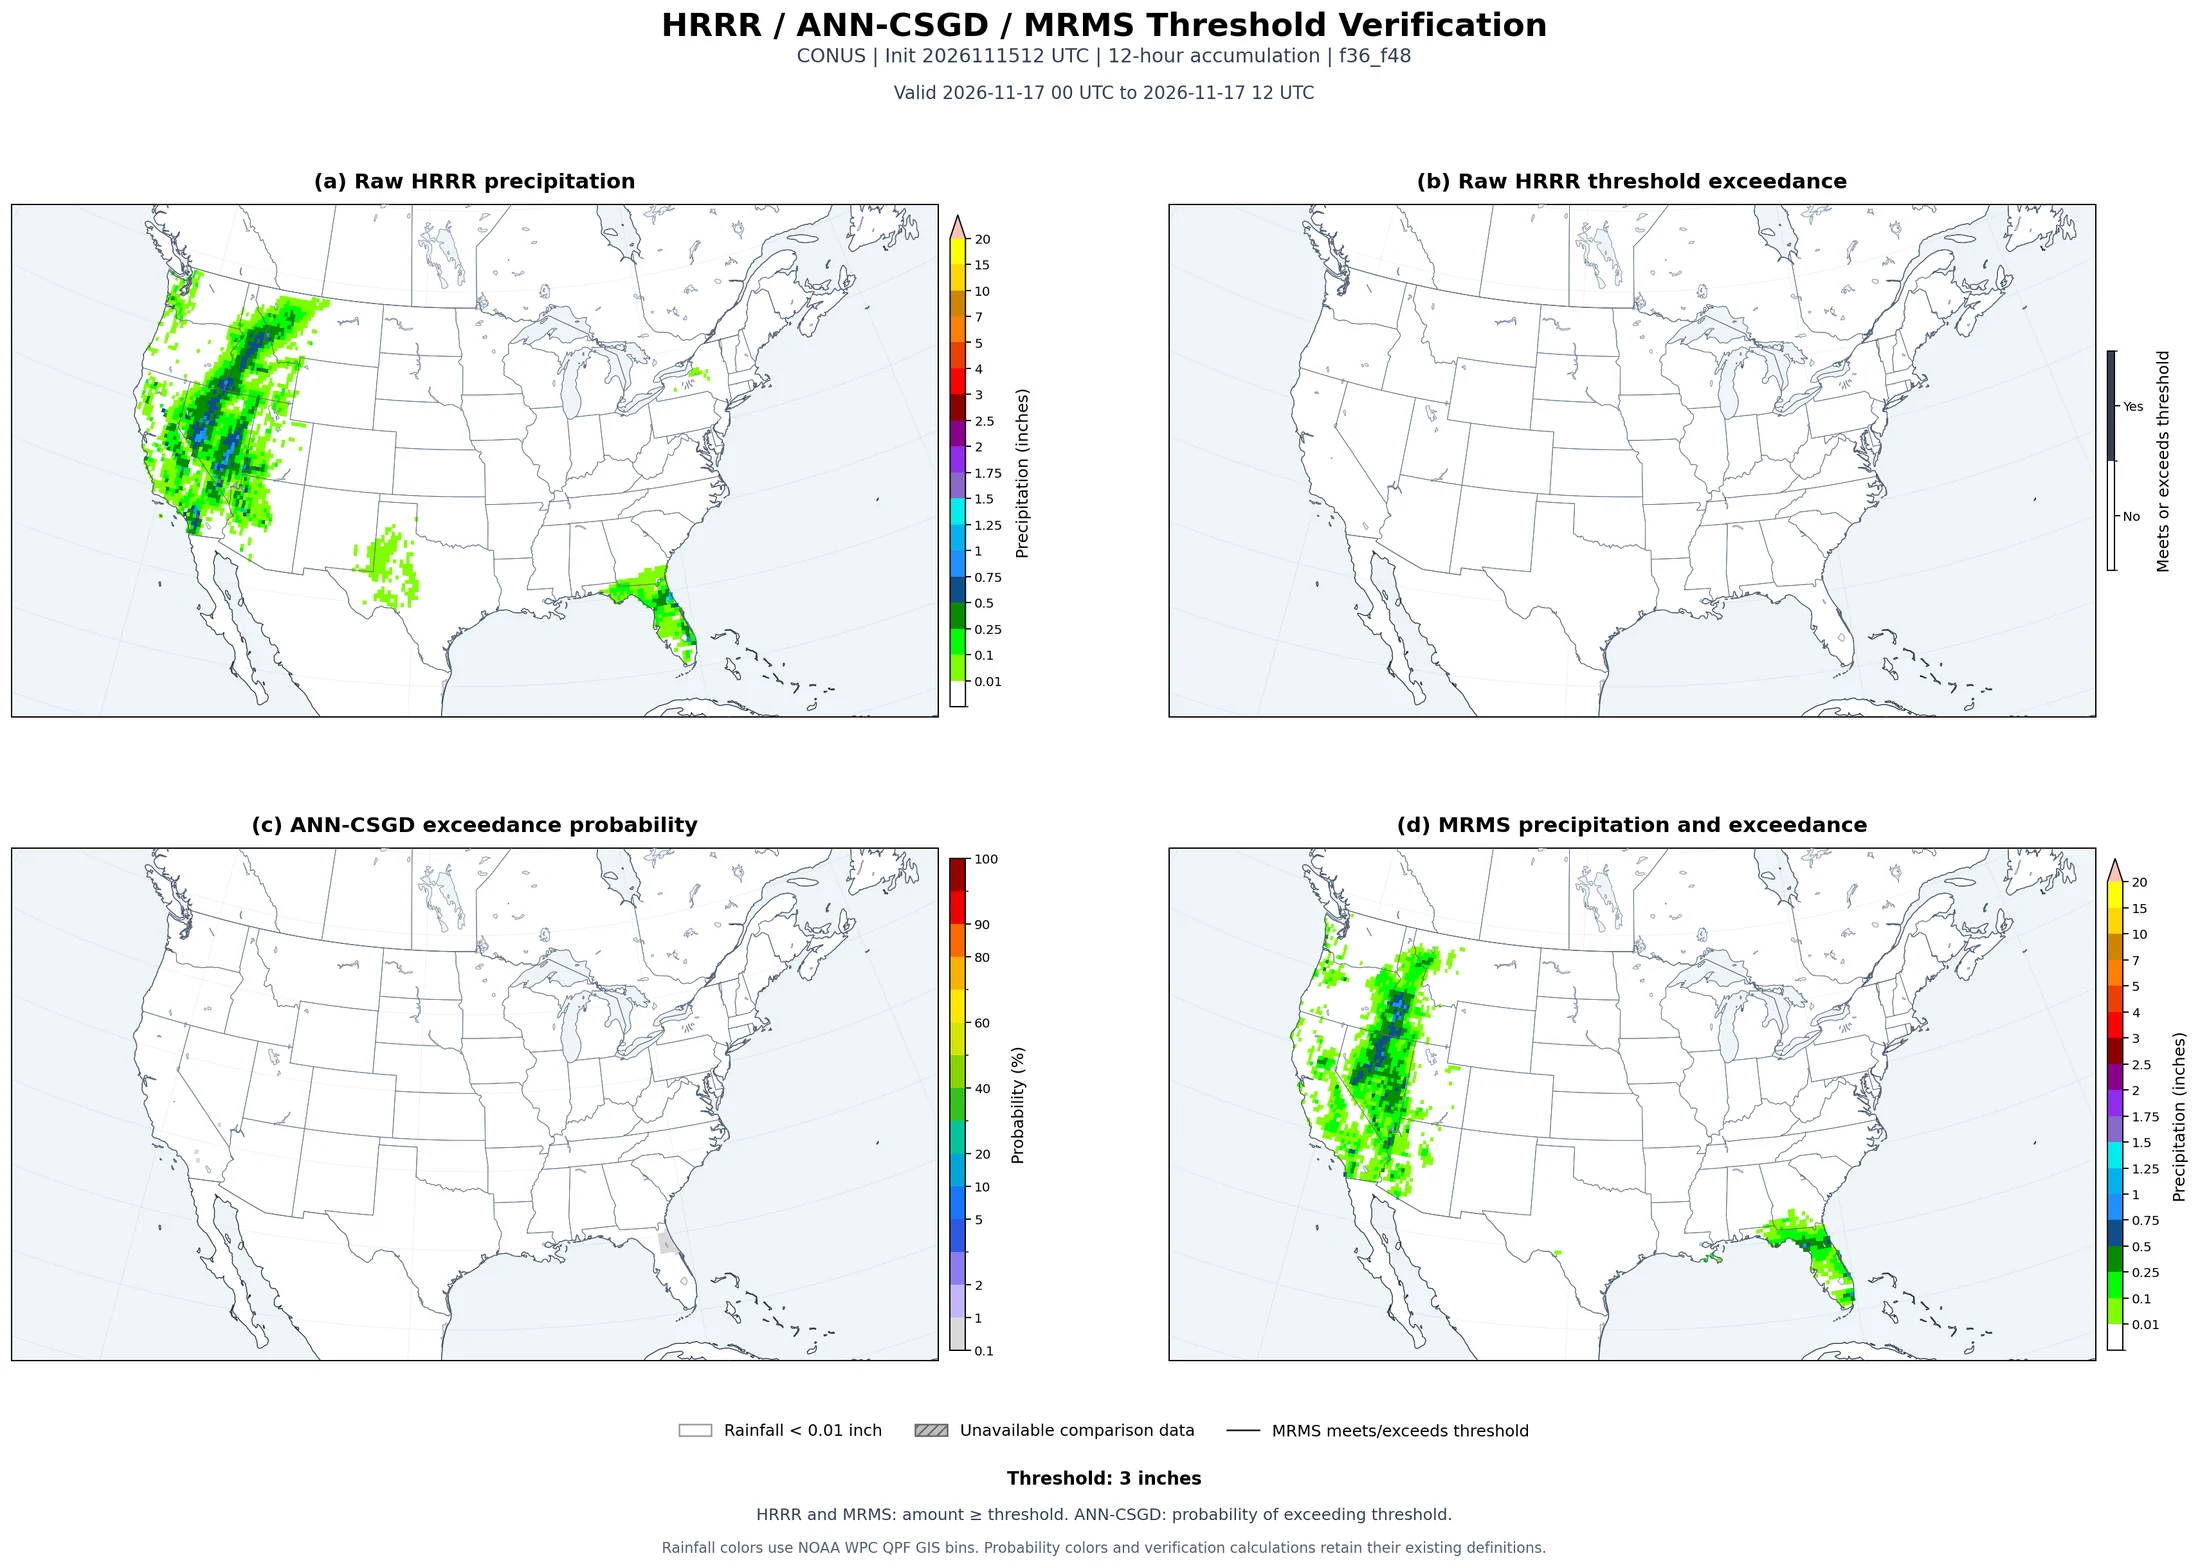 HRRR / ANN-CSGD / MRMS Threshold Verification
CONUS | Init 2026111512 UTC | 12-hour accumulation | f36_f48
Valid 2026-11-17 00 UTC to 2026-11-17 12 UTC
(a) Raw HRRR precipitation
20
15
10
7
5
4
3
2.5
2
1.75
1.5
1.25
1
0.75
0.5
0.25
0.1
0.01
Precipitation (inches)
(b) Raw HRRR threshold exceedance
Yes
No
Meets or exceeds threshold
(c) ANN-CSGD exceedance probability
100
90
80
60
40
20
10
5
2
1
0.1
Probability (%)
(d) MRMS precipitation and exceedance
20
15
10
7
5
4
3
2.5
2
1.75
1.5
1.25
1
0.75
0.5
0.25
0.1
0.01
Precipitation (inches)
Rainfall < 0.01 inch
Unavailable comparison data
MRMS meets/exceeds threshold
Threshold: 3 inches
HRRR and MRMS: amount ≥ threshold. ANN-CSGD: probability of exceeding threshold.
Rainfall colors use NOAA WPC QPF GIS bins. Probability colors and verification calculations retain their existing definitions.